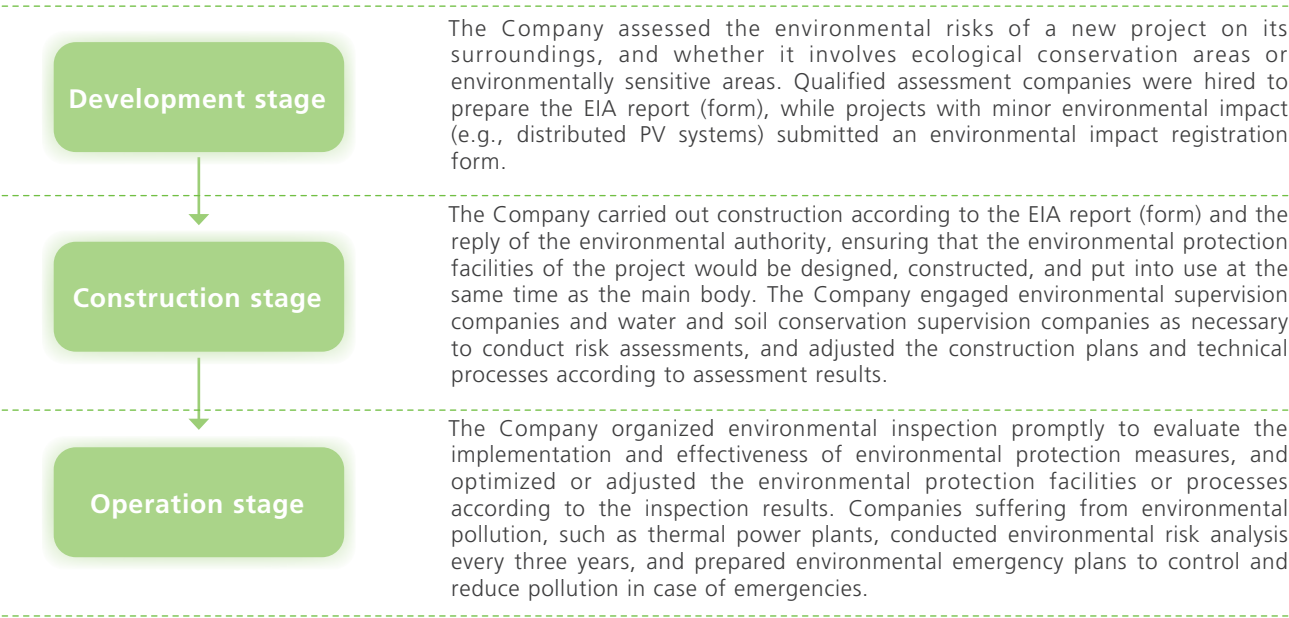 Development stage
The Company assessed the environmental risks of a new project on its
surroundings, and whether it involves ecological conservation areas or
environmentally sensitive areas. Qualified assessment companies were hired to
prepare the EIA report (form), while projects with minor environmental impact
(e.g., distributed PV systems) submitted an environmental impact registration
form.
Construction stage
The Company carried out construction according to the EIA report (form) and the
reply of the environmental authority, ensuring that the environmental protection
facilities of the project would be designed, constructed, and put into use at the
same time as the main body. The Company engaged environmental supervision
companies and water and soil conservation supervision companies as necessary
to conduct risk assessments, and adjusted the construction plans and technical
processes according to assessment results.
Operation stage
The Company organized environmental inspection promptly to evaluate the
implementation and effectiveness of environmental protection measures, and
optimized or adjusted the environmental protection facilities or processes
according to the inspection results. Companies suffering from environmental
pollution, such as thermal power plants, conducted environmental risk analysis
every three years, and prepared environmental emergency plans to control and
reduce pollution in case of emergencies.